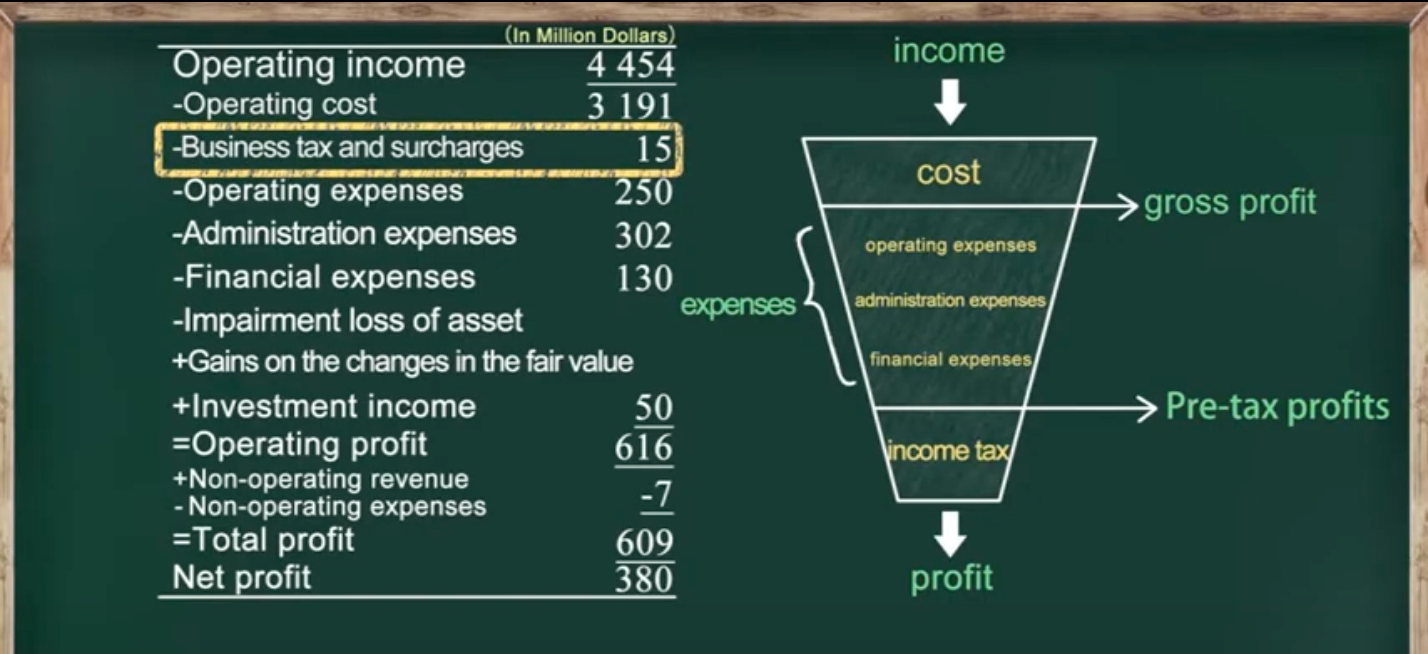 (In Million Dollars)
Operating income 4 454
-Operating cost 3 191
-Business tax and surcharges 15
-Operating expenses 250
-Administration expenses 302
-Financial expenses 130
-Impairment loss of asset
+Gains on the changes in the fair value
+Investment income 50
=Operating profit 616
+Non-operating revenue
- Non-operating expenses
-7
=Total profit 609
Net profit 380
income
cost
gross profit
operating expenses
administration expenses
financial expenses
expenses
Pre-tax profits
income tax
profit